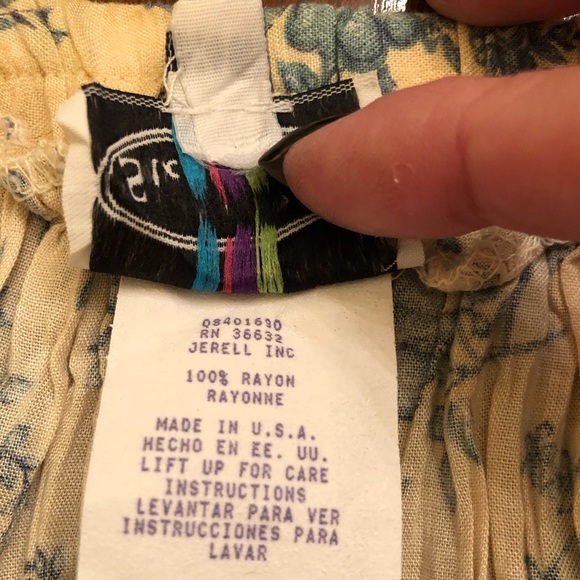 08401690
RN 36632
JERELL INC
100% RAYON
RAYONNE
MADE IN U.S.A.
HECHO EN EE. UU.
LIFT UP FOR CARE
INSTRUCTIONS
LEVANTAR PARA VER
INSTRUCCIONES PARA
LAVAR